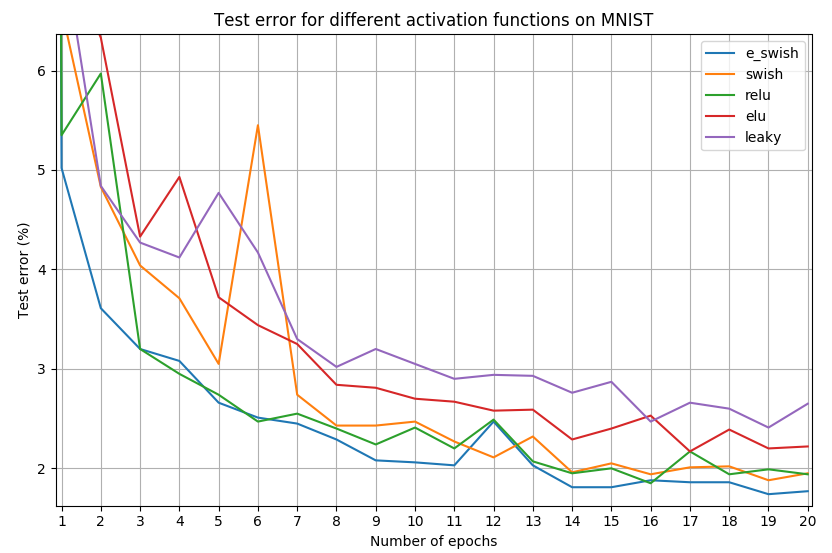 Test error for different activation functions on MNIST
e_swish
swish
relu
elu
leaky
Test error (%)
6
5
4
3
2
1 2 3 4 5 6 7 8 9 10 11 12 13 14 15 16 17 18 19 20
Number of epochs